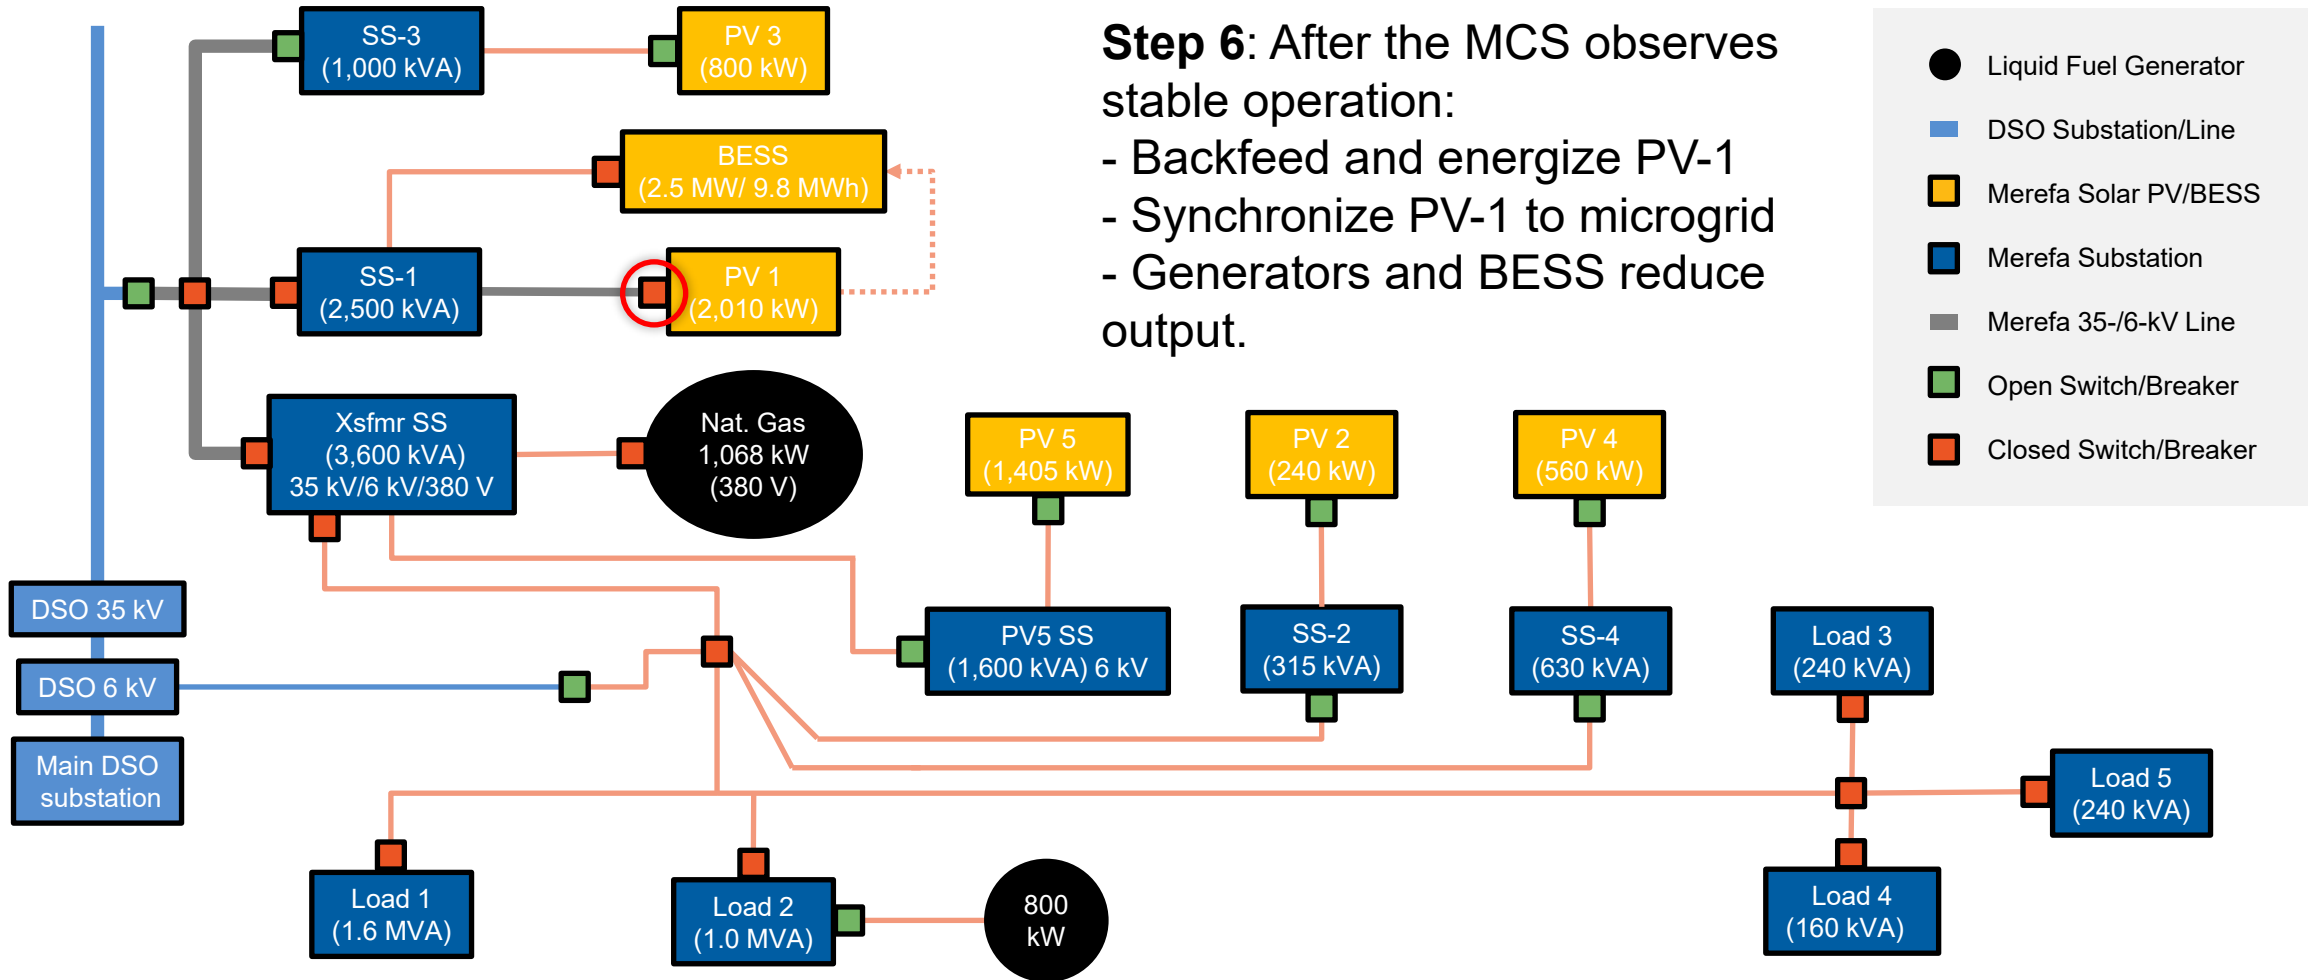 SS-3
(1,000 kVA)
PV 3
(800 kW)
Step 6: After the MCS observes
stable operation:
- Backfeed and energize PV-1
- Synchronize PV-1 to microgrid
- Generators and BESS reduce
output.
Liquid Fuel Generator
DSO Substation/Line
Merefa Solar PV/BESS
Merefa Substation
Merefa 35-/6-kV Line
Open Switch/Breaker
Closed Switch/Breaker
BESS
(2.5 MW/ 9.8 MWh)
SS-1
(2,500 kVA)
PV 1
(2,010 kW)
Xsfmr SS
(3,600 kVA)
35 kV/6 kV/380 V
Nat. Gas
1,068 kW
(380 V)
PV 5
(1,405 kW)
PV 2
(240 kW)
PV 4
(560 kW)
DSO 35 kV
DSO 6 kV
Main DSO
substation
PV5 SS
(1,600 kVA) 6 kV
SS-2
(315 kVA)
SS-4
(630 kVA)
Load 3
(240 kVA)
Load 5
(240 kVA)
Load 1
(1.6 MVA)
Load 2
(1.0 MVA)
800
kW
Load 4
(160 kVA)